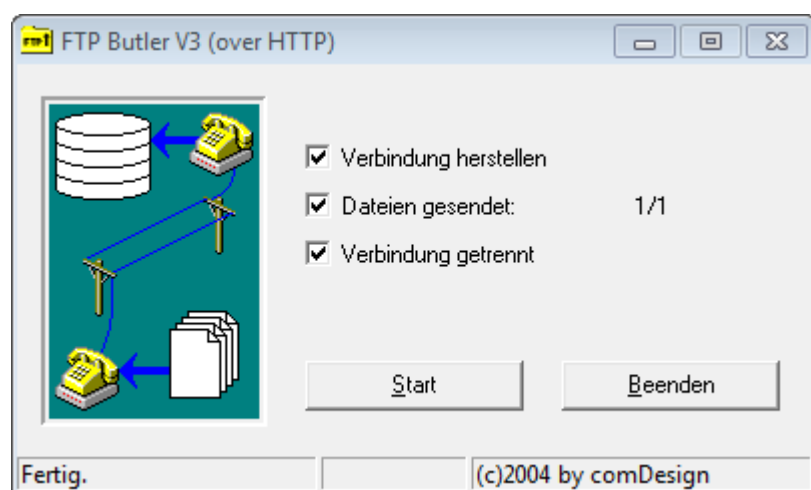 FTP Butler V3 (over HTTP)
Verbindung herstellen
Dateien gesendet: 1/1
Verbindung getrennt
Start Beenden
Fertig. (c)2004 by comDesign